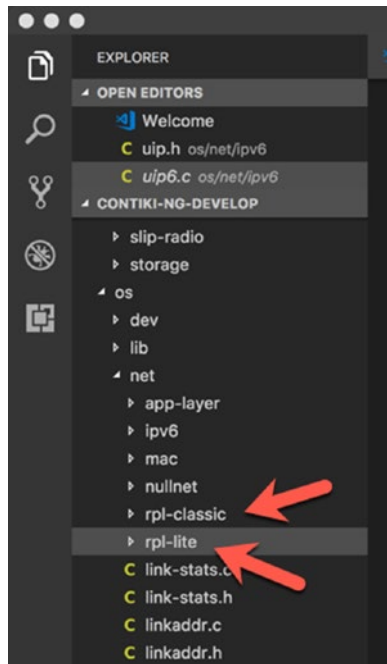 EXPLORER
OPEN EDITORS
Welcome
C uip.h os/net/ipv6
C uip6.c os/net/ipv6
CONTIKI-NG-DEVELOP
slip-radio
storage
os
dev
lib
net
app-layer
ipv6
mac
nullnet
rpl-classic
rpl-lite
C link-stats.c
C link-stats.h
C linkaddr.c
C linkaddr.h